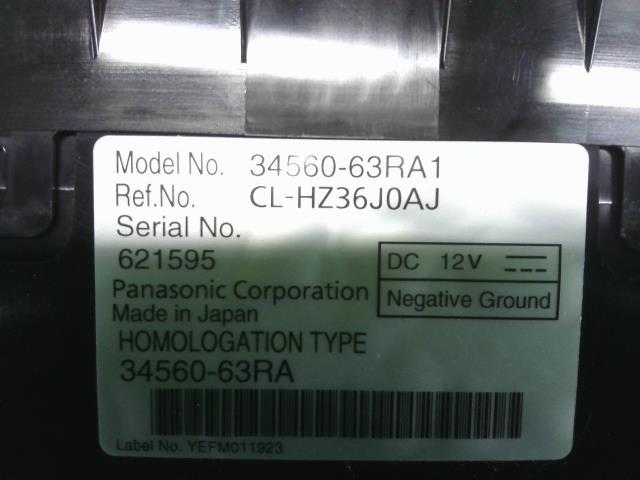 Model No. 34560-63RA1
Ref.No. CL-HZ36J0AJ
Serial No.
621595
DC 12V
Panasonic Corporation
Negative Ground
Made in Japan
HOMOLOGATION TYPE
34560-63RA
Label No. YEFM011923